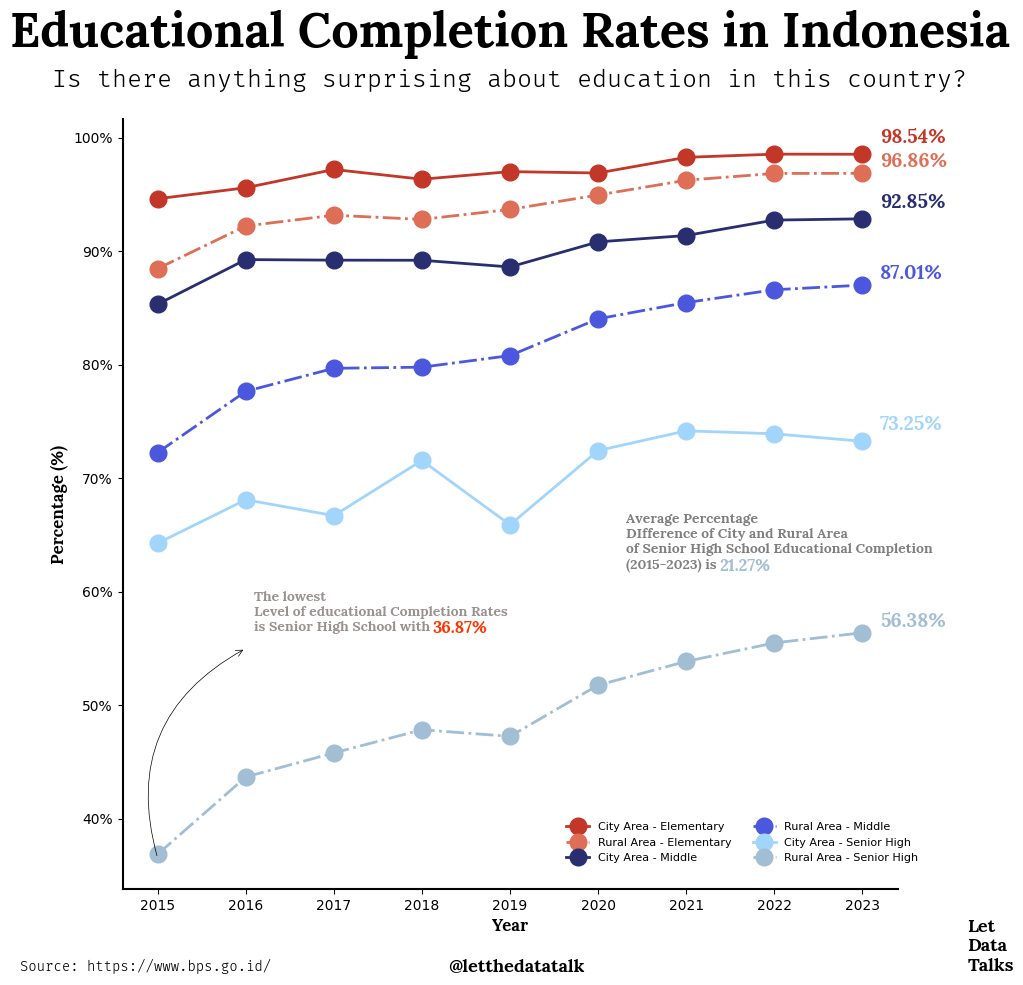 Educational Completion Rates in Indonesia
Is there anything surprising about education in this country?
100%
90%
80%
70%
60%
50%
40%
Percentage (%)
98.54%
96.86%
92.85%
87.01%
73.25%
56.38%
Average Percentage
DIfference of City and Rural Area
of Senior High School Educational Completion
(2015-2023) is 21.27%
The lowest
Level of educational Completion Rates
is Senior High School with 36.87%
City Area - Elementary
Rural Area - Elementary
City Area - Middle
Rural Area - Middle
City Area - Senior High
Rural Area - Senior High
2015 2016 2017 2018 2019 2020 2021 2022 2023
Year
Source: https://www.bps.go.id/
@letthedatatalk
Let
Data
Talks